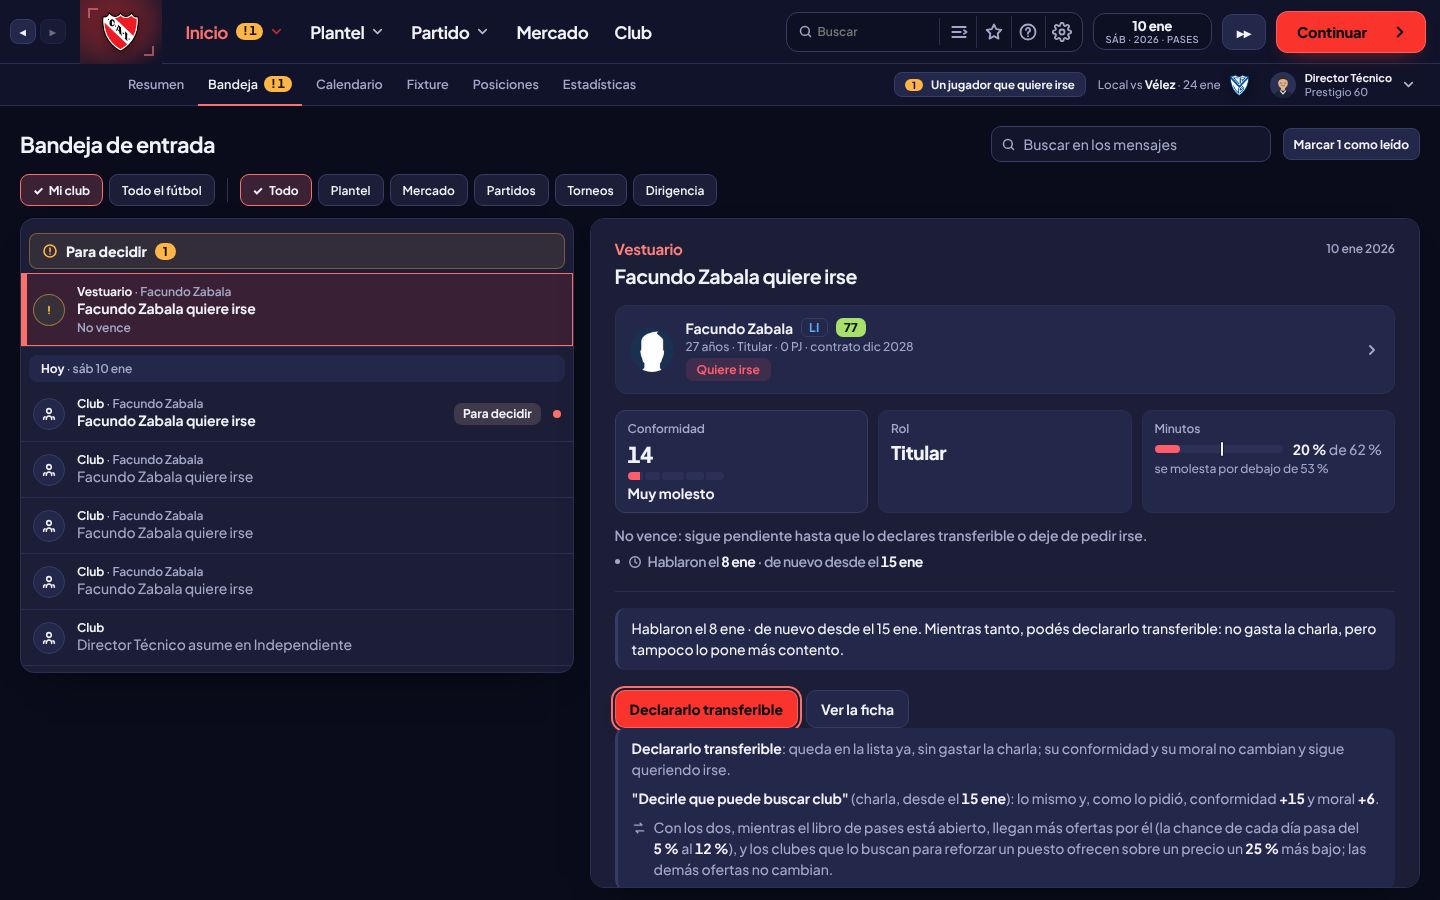 Inicio !1
Plantel
Partido
Mercado
Club
Buscar
10 ene
SÁB · 2026 · PASES
Continuar
Resumen
Bandeja !1
Calendario
Fixture
Posiciones
Estadísticas
1 Un jugador que quiere irse
Local vs Vélez · 24 ene
Director Técnico
Prestigio 60
Bandeja de entrada
Buscar en los mensajes
Marcar 1 como leído
Mi club
Todo el fútbol
Todo
Plantel
Mercado
Partidos
Torneos
Dirigencia
Para decidir 1
Vestuario · Facundo Zabala
! Facundo Zabala quiere irse
No vence
Hoy · sáb 10 ene
Club · Facundo Zabala
Facundo Zabala quiere irse
Para decidir
Club · Facundo Zabala
Facundo Zabala quiere irse
Club · Facundo Zabala
Facundo Zabala quiere irse
Club · Facundo Zabala
Facundo Zabala quiere irse
Club
Director Técnico asume en Independiente
Vestuario
10 ene 2026
Facundo Zabala quiere irse
Facundo Zabala LI 77
27 años · Titular · 0 PJ · contrato dic 2028
Quiere irse
Conformidad
14
Muy molesto
Rol
Titular
Minutos
20 % de 62 %
se molesta por debajo de 53 %
No vence: sigue pendiente hasta que lo declares transferible o deje de pedir irse.
• Hablaron el 8 ene · de nuevo desde el 15 ene
Hablaron el 8 ene · de nuevo desde el 15 ene. Mientras tanto, podés declararlo transferible: no gasta la charla, pero
tampoco lo pone más contento.
Declararlo transferible
Ver la ficha
Declararlo transferible: queda en la lista ya, sin gastar la charla; su conformidad y su moral no cambian y sigue
queriendo irse.
"Decirle que puede buscar club" (charla, desde el 15 ene): lo mismo y, como lo pidió, conformidad +15 y moral +6.
Con los dos, mientras el libro de pases está abierto, llegan más ofertas por él (la chance de cada día pasa del
5 % al 12 %), y los clubes que lo buscan para reforzar un puesto ofrecen sobre un precio un 25 % más bajo; las
demás ofertas no cambian.